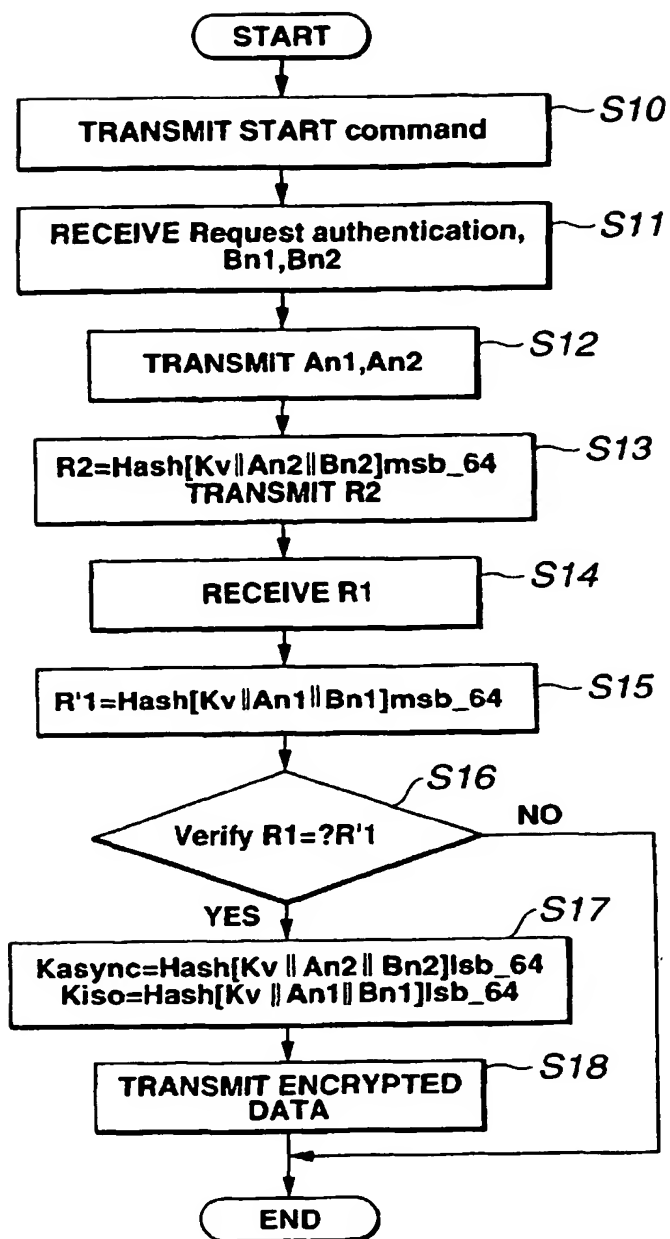 START
TRANSMIT START command
S10
RECEIVE Request authentication,
Bn1,Bn2
S11
TRANSMIT An1,An2
S12
R2=Hash[Kv||An2||Bn2]msb_64
TRANSMIT R2
S13
RECEIVE R1
S14
R'1=Hash[Kv||An1||Bn1]msb_64
S15
S16
Verify R1=?R'1
NO
YES
S17
Kasync=Hash[Kv || An2 || Bn2]lsb_64
Kiso=Hash[Kv || An1 || Bn1]lsb_64
TRANSMIT ENCRYPTED
DATA
S18
END